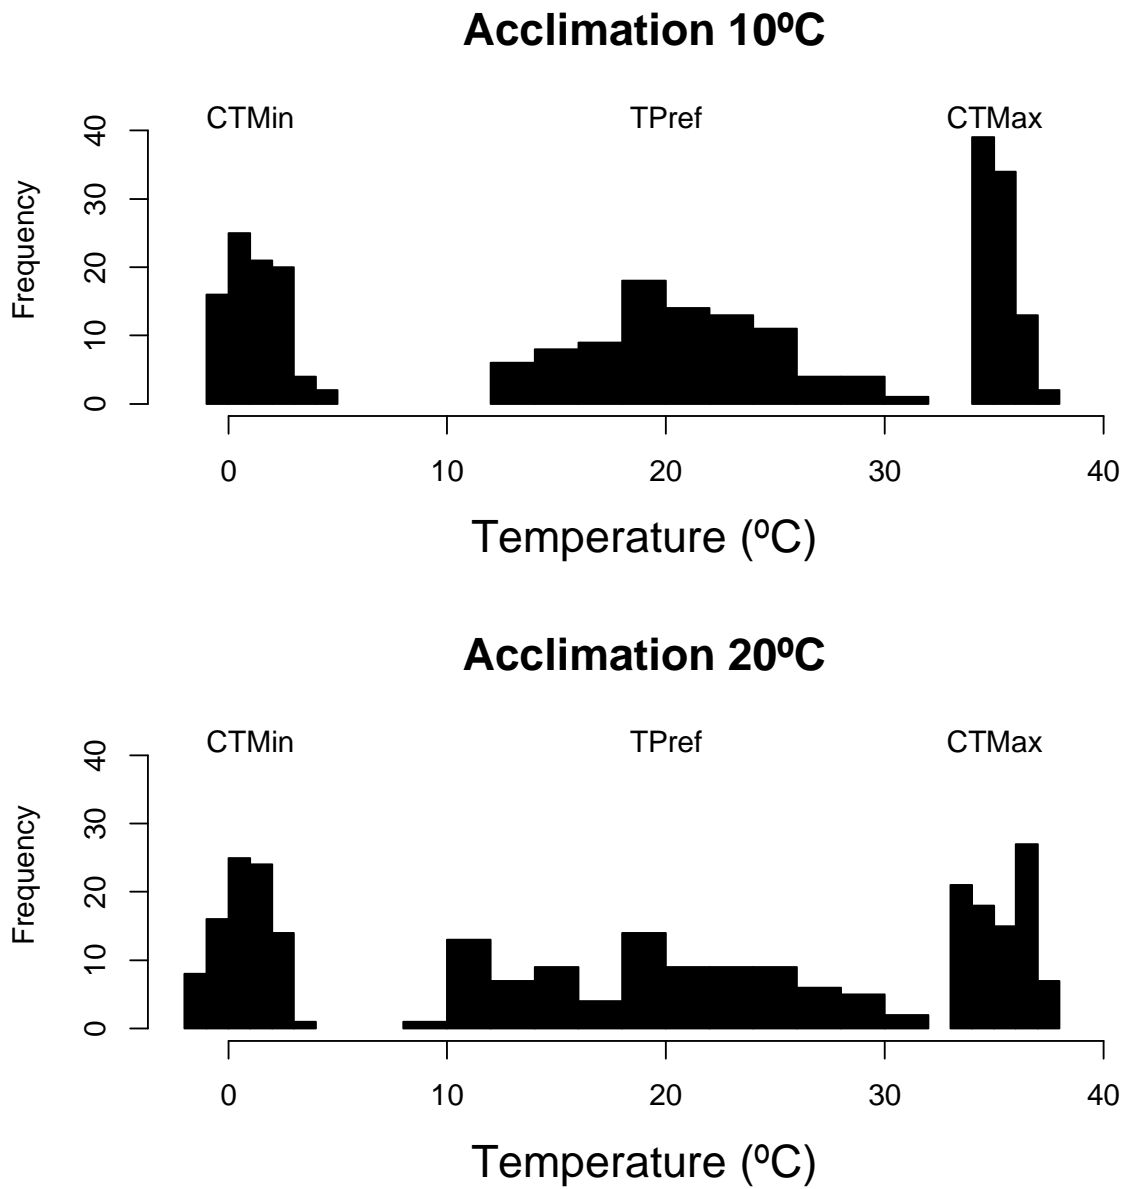 Acclimation 10ºC
CTMin TPref CTMax
40
30
20
10
0
Frequency
0 10 20 30 40
Temperature (ºC)
Acclimation 20ºC
CTMin TPref CTMax
40
30
20
10
0
Frequency
0 10 20 30 40
Temperature (ºC)